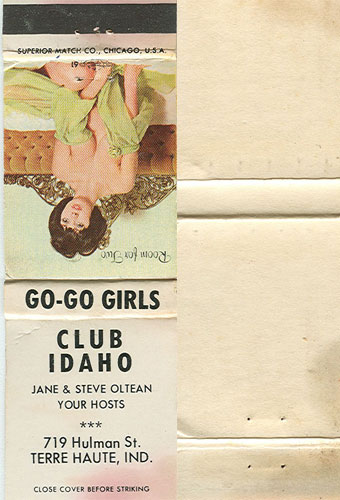 SUPERIOR MATCH CO., CHICAGO, U.S.A.
19
Room for Two
GO-GO GIRLS
CLUB
IDAHO
JANE & STEVE OLTEAN
YOUR HOSTS
***
719 Hulman St.
TERRE HAUTE, IND.
CLOSE COVER BEFORE STRIKING